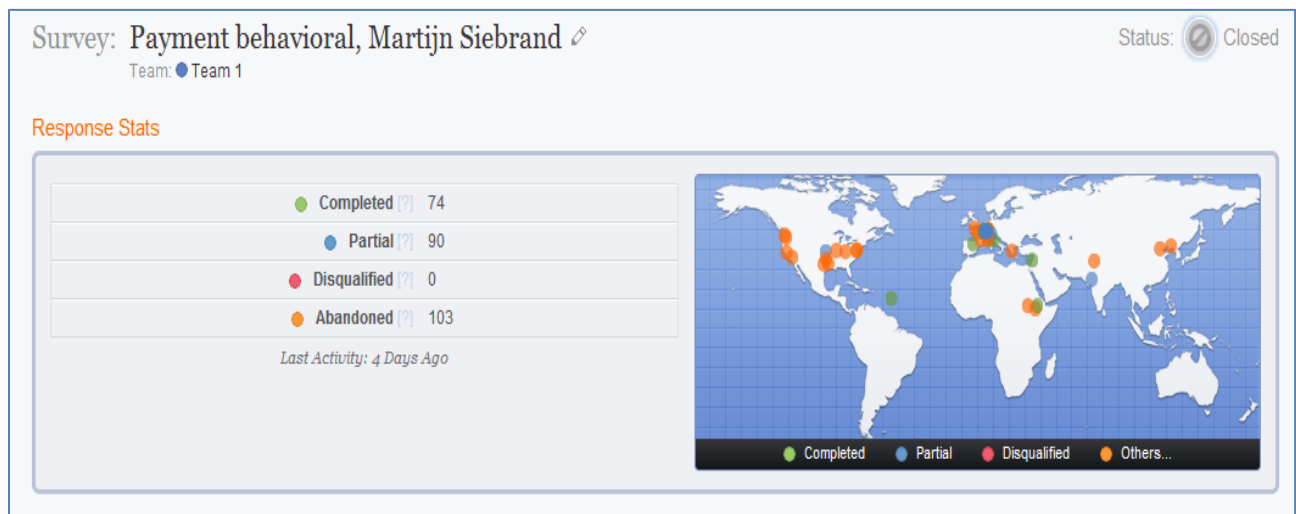 Survey: Payment behavioral, Martijn Siebrand
Status: Closed
Team: Team 1
Response Stats
Completed [?] 74
Partial [?] 90
Disqualified [?] 0
Abandoned [?] 103
Last Activity: 4 Days Ago
Completed Partial Disqualified Others...